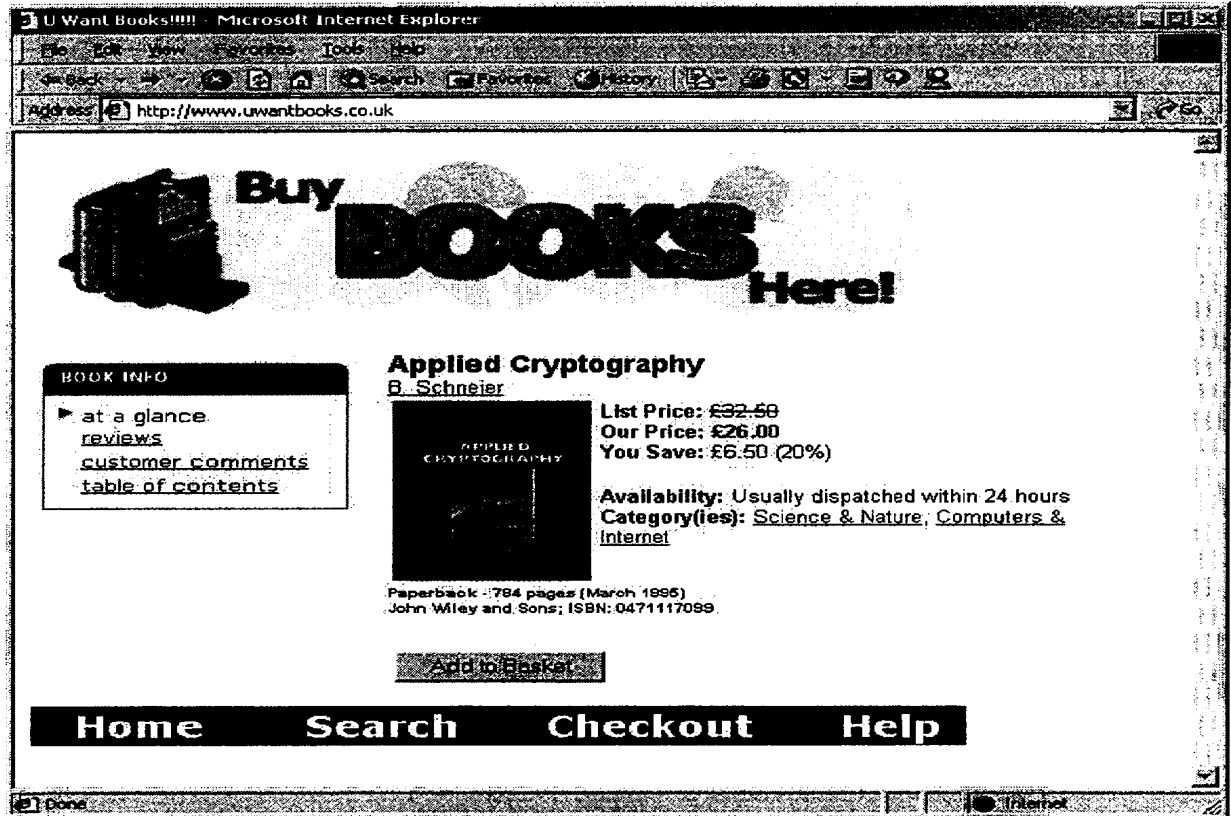 U Want Books!!!!! - Microsoft Internet Explorer
File Edit View Favorites Tools Help
Back Search Favorites History
Address http://www.uwantbooks.co.uk Go
Buy
BOOKS
Here!
BOOK INFO
at a glance
reviews
customer comments
table of contents
Applied Cryptography
B. Schneier
APPLIED
CRYPTOGRAPHY
List Price: £32.50
Our Price: £26.00
You Save: £6.50 (20%)
Availability: Usually dispatched within 24 hours
Category(ies): Science & Nature, Computers &
Internet
Paperback - 784 pages (March 1995)
John Wiley and Sons; ISBN: 0471117099
Add to Basket
Home Search Checkout Help
Done Internet